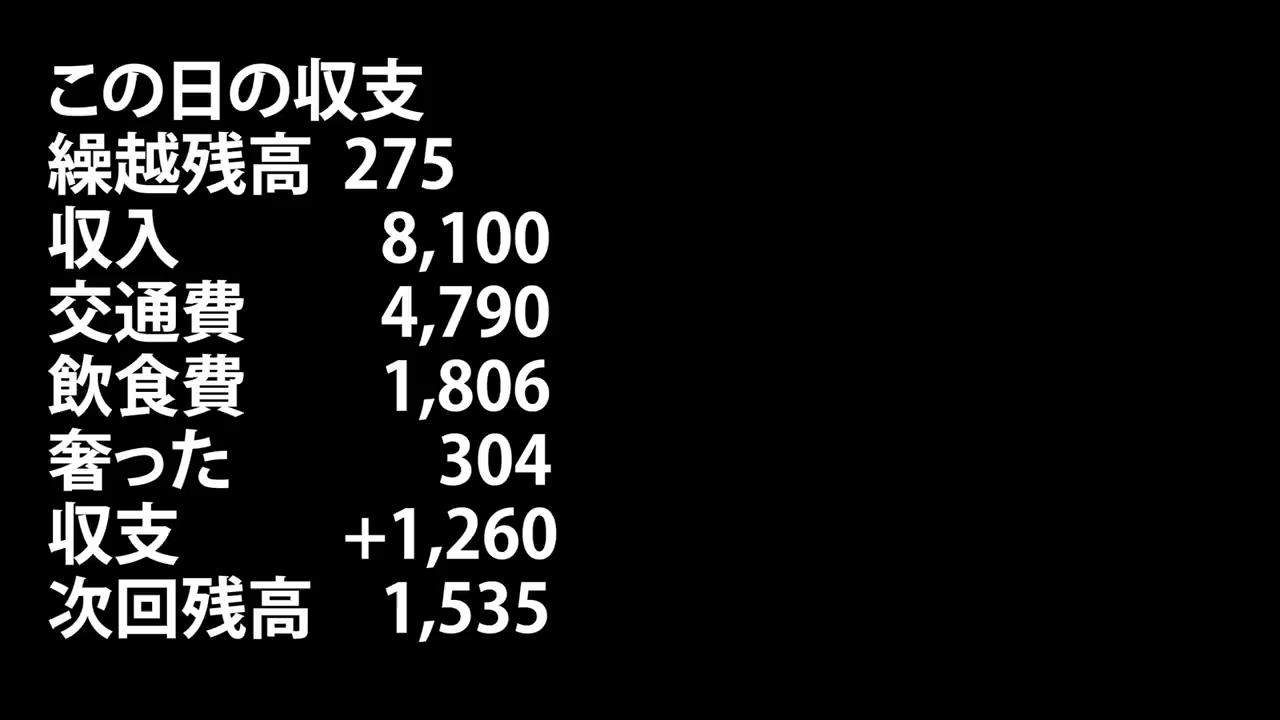 この日の収支
繰越残高 275
収入 8,100
交通費 4,790
飲食費 1,806
奢った 304
収支 +1,260
次回残高 1,535